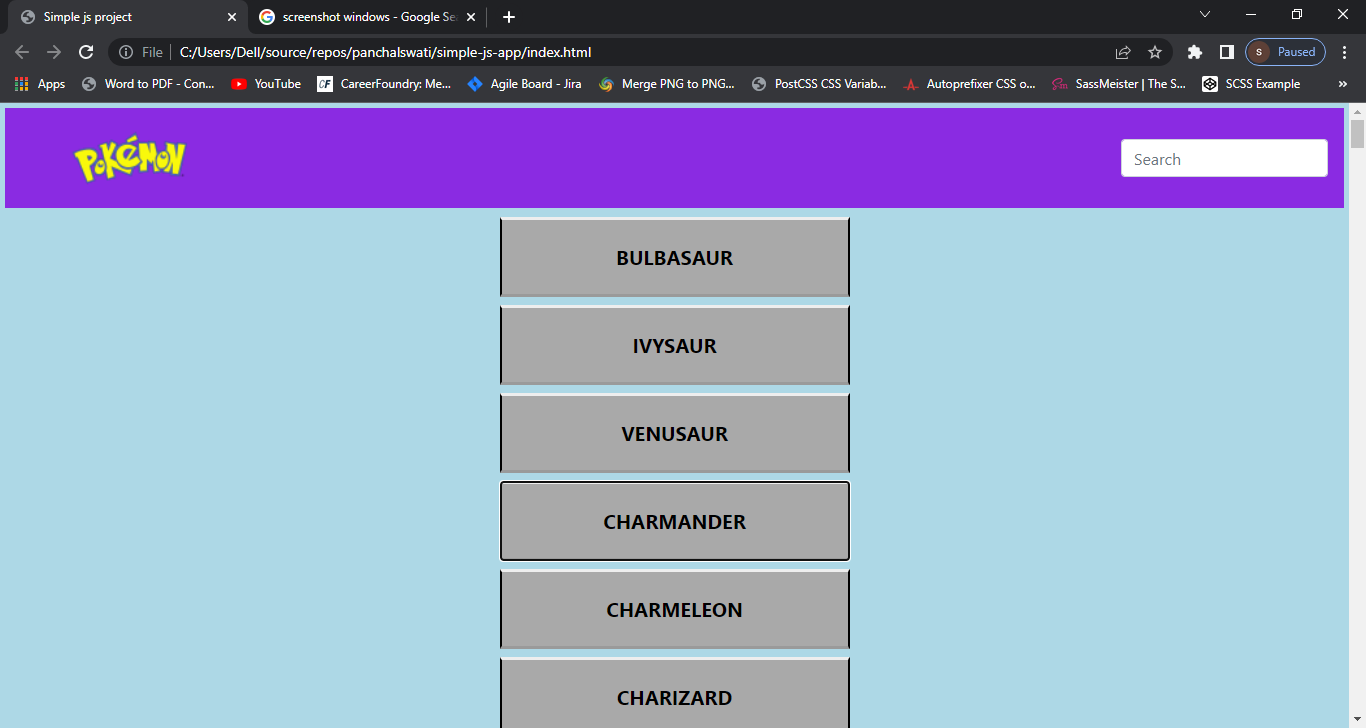 Simple js project
screenshot windows - Google Se
File
C:/Users/Dell/source/repos/panchalswati/simple-js-app/index.html
S
Paused
Apps
Word to PDF - Con...
YouTube
CF
CareerFoundry: Me...
Agile Board - Jira
Merge PNG to PNG...
PostCSS CSS Variab...
Autoprefixer CSS o...
SassMeister | The S...
SCSS Example
»
POKéMON
Search
BULBASAUR
IVYSAUR
VENUSAUR
CHARMANDER
CHARMELEON
CHARIZARD